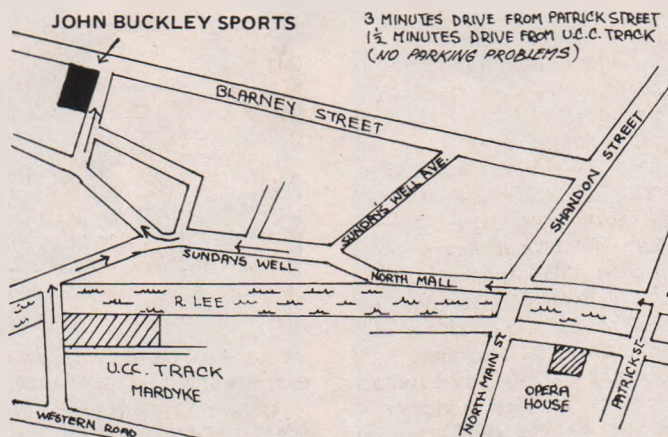 JOHN BUCKLEY SPORTS
3 MINUTES DRIVE FROM PATRICK STREET
1½ MINUTES DRIVE FROM U.C.C. TRACK
(NO PARKING PROBLEMS)
BLARNEY STREET
SHANDON STREET
SUNDAY'S WELL AVE.
SUNDAYS WELL
NORTH MALL
R. LEE
U.C.C. TRACK
MARDYKE
WESTERN ROAD
NORTH MAIN ST
OPERA
HOUSE
PATRICK ST.